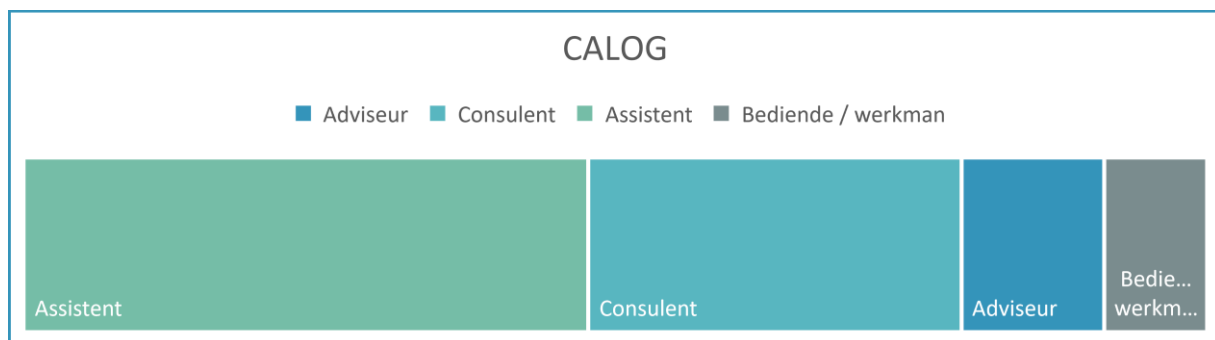 CALOG
Adviseur Consulent Assistent Bediende / werkman
Assistent
Consulent
Adviseur
Bedie...
werkm...